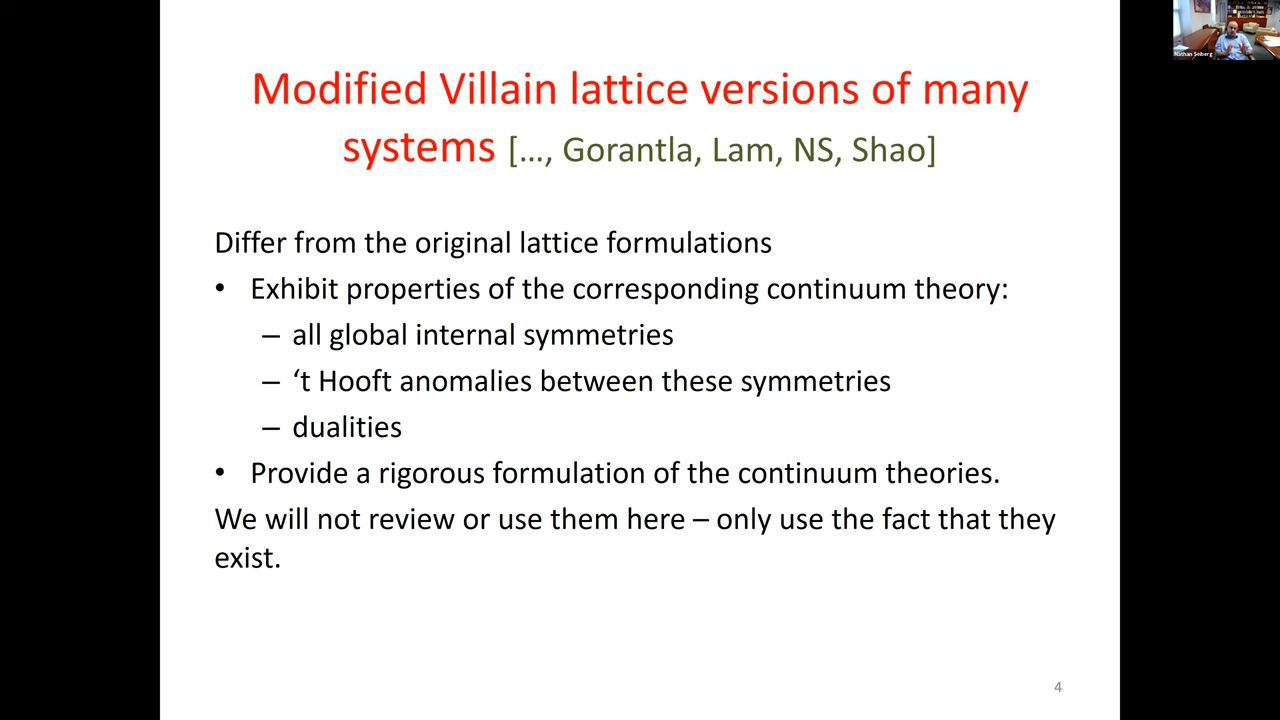 Nathan Seiberg
Modified Villain lattice versions of many
systems […, Gorantla, Lam, NS, Shao]
Differ from the original lattice formulations
• Exhibit properties of the corresponding continuum theory:
– all global internal symmetries
– ‘t Hooft anomalies between these symmetries
– dualities
• Provide a rigorous formulation of the continuum theories.
We will not review or use them here – only use the fact that they
exist.
4